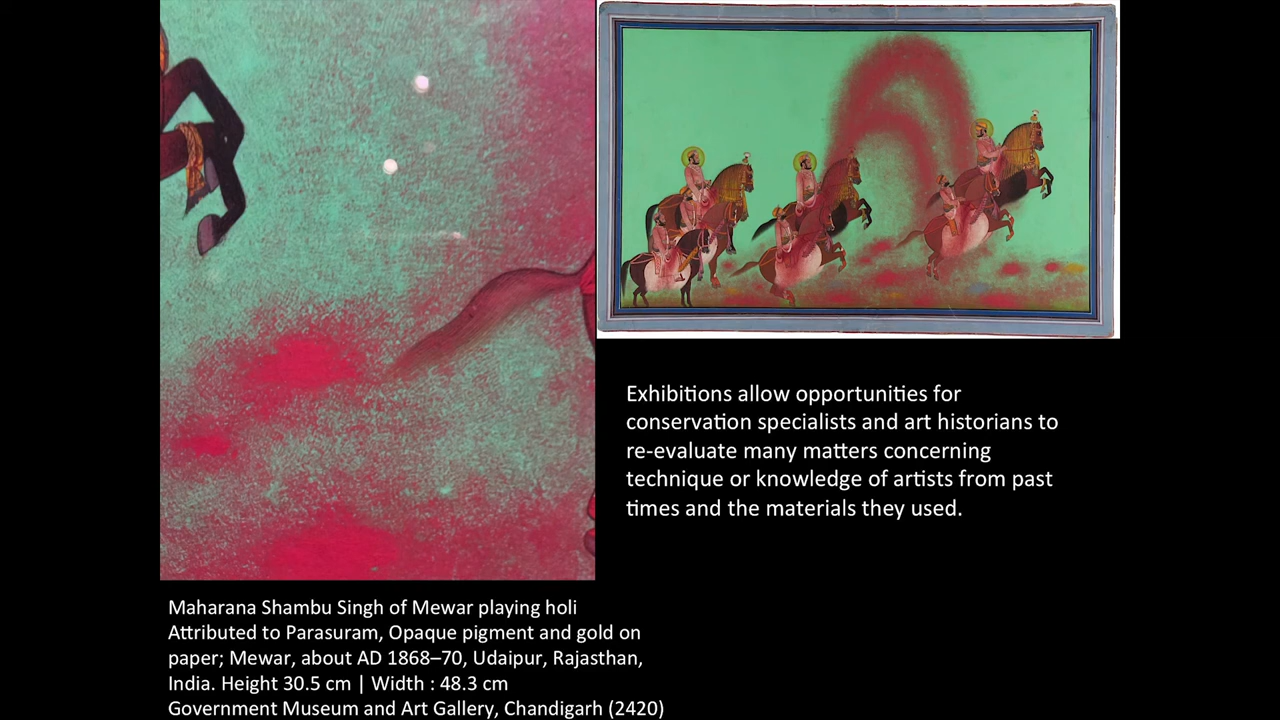 Exhibitions allow opportunities for
conservation specialists and art historians to
re-evaluate many matters concerning
technique or knowledge of artists from past
times and the materials they used.
Maharana Shambu Singh of Mewar playing holi
Attributed to Parasuram, Opaque pigment and gold on
paper; Mewar, about AD 1868–70, Udaipur, Rajasthan,
India. Height 30.5 cm | Width : 48.3 cm
Government Museum and Art Gallery, Chandigarh (2420)